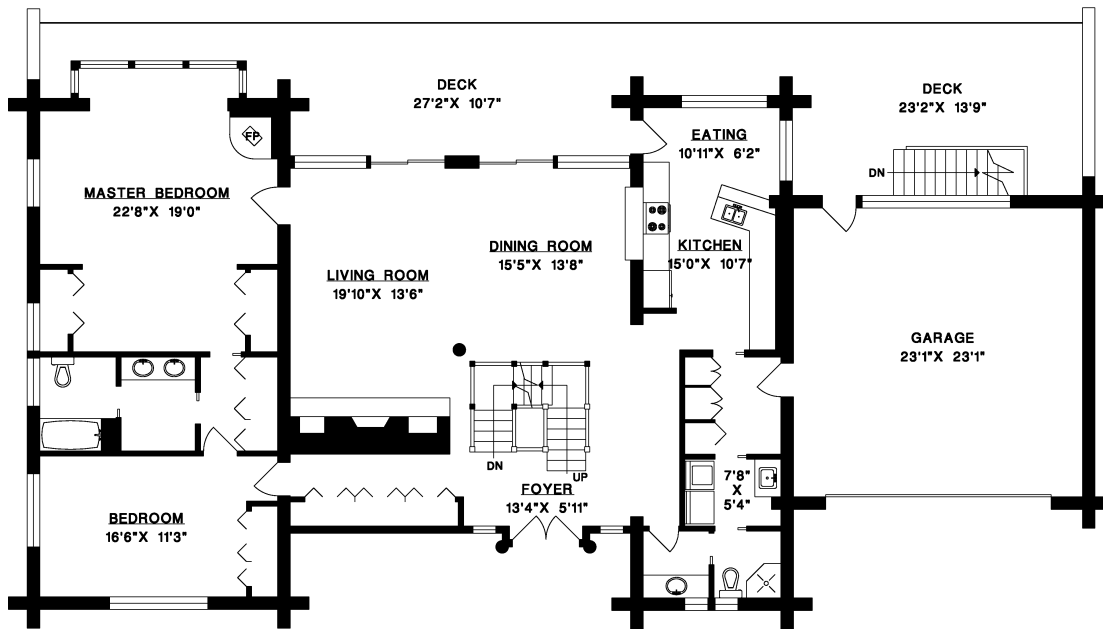 DECK
27'2"X 10'7"
DECK
23'2"X 13'9"
FP
EATING
10'11"X 6'2"
DN
MASTER BEDROOM
22'8"X 19'0"
DINING ROOM
15'5"X 13'8"
KITCHEN
15'0"X 10'7"
LIVING ROOM
19'10"X 13'6"
GARAGE
23'1"X 23'1"
DN
UP
7'8"
X
5'4"
FOYER
13'4"X 5'11"
BEDROOM
16'6"X 11'3"